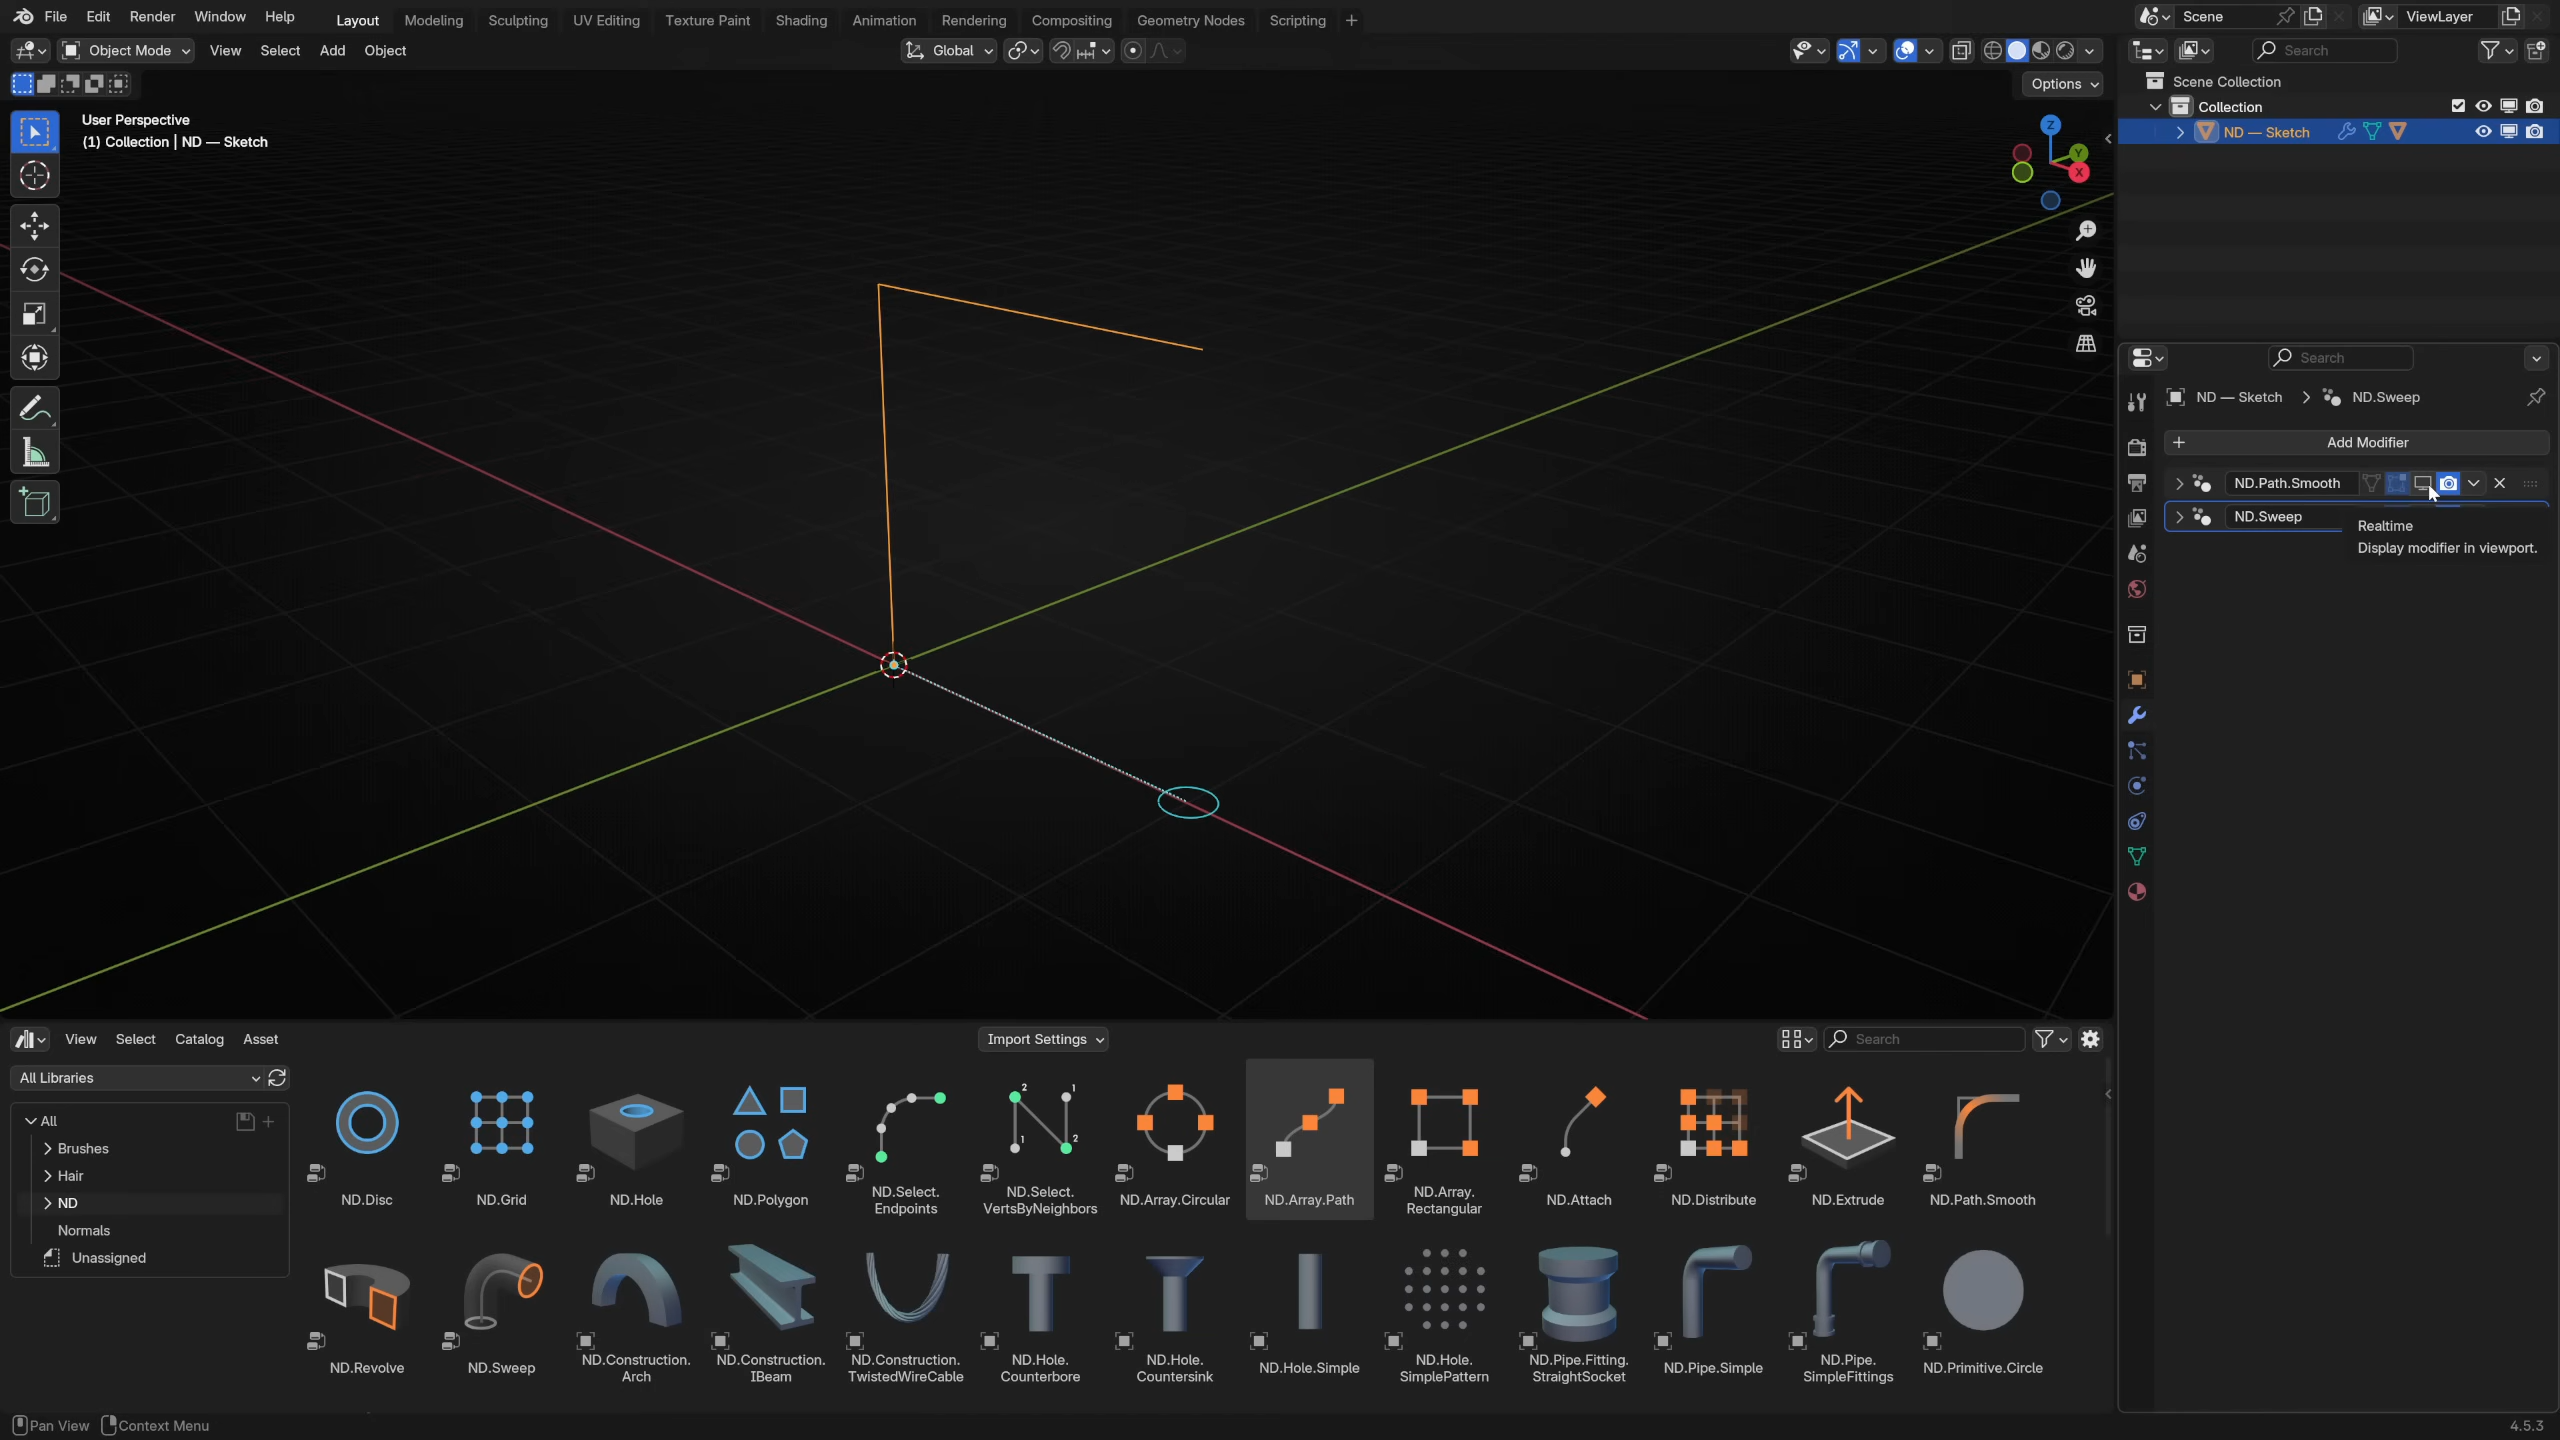 File Edit Render Window Help
Layout Modeling Sculpting UV Editing Texture Paint Shading Animation Rendering Compositing Geometry Nodes Scripting +
Scene
ViewLayer
Object Mode View Select Add Object
Global
Search
Options
User Perspective
(1) Collection | ND — Sketch
Z
Y
X
Scene Collection
Collection
ND — Sketch
Search
ND — Sketch > ND.Sweep
+ Add Modifier
ND.Path.Smooth
ND.Sweep
Realtime
Display modifier in viewport.
View Select Catalog Asset
Import Settings
Search
All Libraries
All
Brushes
Hair
ND
Normals
Unassigned
2 1
1 2
ND.Disc
ND.Grid
ND.Hole
ND.Polygon
ND.Select.
Endpoints
ND.Select.
VertsByNeighbors
ND.Array.Circular
ND.Array.Path
ND.Array.
Rectangular
ND.Attach
ND.Distribute
ND.Extrude
ND.Path.Smooth
ND.Revolve
ND.Sweep
ND.Construction.
Arch
ND.Construction.
IBeam
ND.Construction.
TwistedWireCable
ND.Hole.
Counterbore
ND.Hole.
Countersink
ND.Hole.Simple
ND.Hole.
SimplePattern
ND.Pipe.Fitting.
StraightSocket
ND.Pipe.Simple
ND.Pipe.
SimpleFittings
ND.Primitive.Circle
Pan View Context Menu
4.5.3